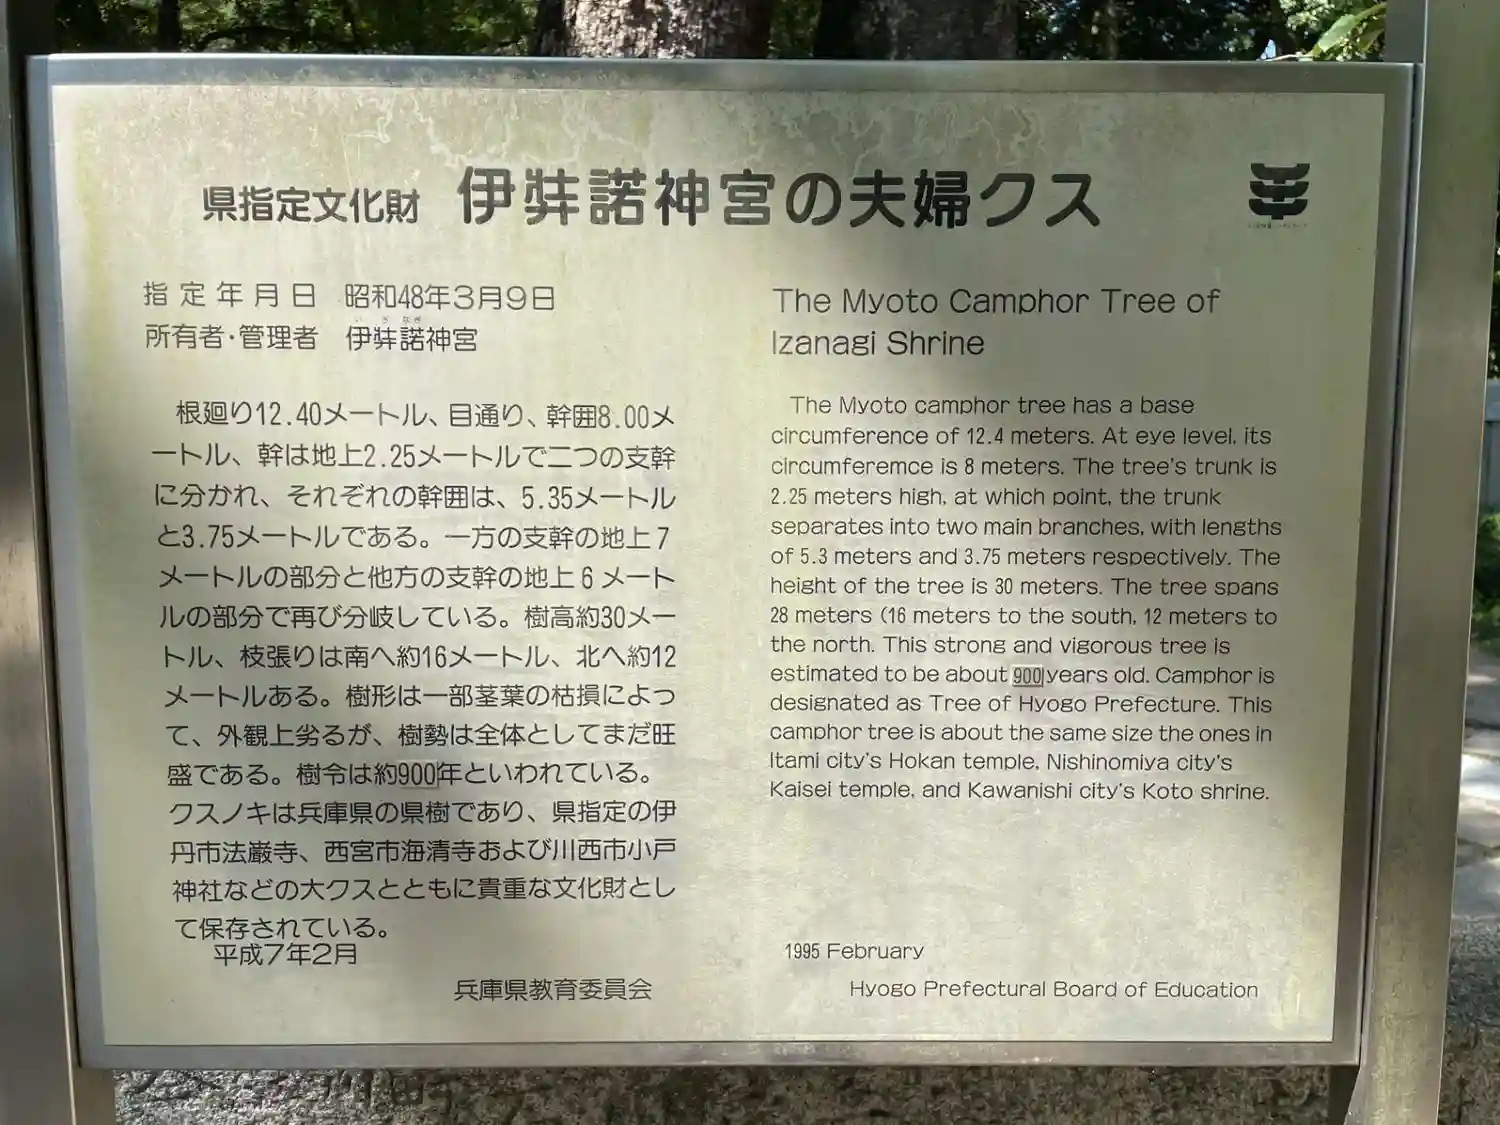 県指定文化財 伊弉諾神宮の夫婦クス
指定年月日 昭和48年3月9日
いざなぎ
所有者・管理者 伊弉諾神宮
根廻り12.40メートル、目通り、幹囲8.00メ
ートル、幹は地上2.25メートルで二つの支幹
に分かれ、それぞれの幹囲は、5.35メートル
と3.75メートルである。一方の支幹の地上7
メートルの部分と他方の支幹の地上6メート
ルの部分で再び分岐している。樹高約30メー
トル、枝張りは南へ約16メートル、北へ約12
メートルある。樹形は一部茎葉の枯損によっ
て、外観上劣るが、樹勢は全体としてまだ旺
盛である。樹令は約900年といわれている。
クスノキは兵庫県の県樹であり、県指定の伊
丹市法巌寺、西宮市海清寺および川西市小戸
神社などの大クスとともに貴重な文化財とし
て保存されている。
平成7年2月
兵庫県教育委員会
The Myoto Camphor Tree of
Izanagi Shrine
The Myoto camphor tree has a base
circumference of 12.4 meters. At eye level, its
circumferemce is 8 meters. The tree's trunk is
2.25 meters high, at which point, the trunk
separates into two main branches, with lengths
of 5.3 meters and 3.75 meters respectively. The
height of the tree is 30 meters. The tree spans
28 meters (16 meters to the south, 12 meters to
the north. This strong and vigorous tree is
estimated to be about 900 years old. Camphor is
designated as Tree of Hyogo Prefecture. This
camphor tree is about the same size the ones in
Itami city's Hokan temple, Nishinomiya city's
Kaisei temple, and Kawanishi city's Koto shrine.
1995 February
Hyogo Prefectural Board of Education